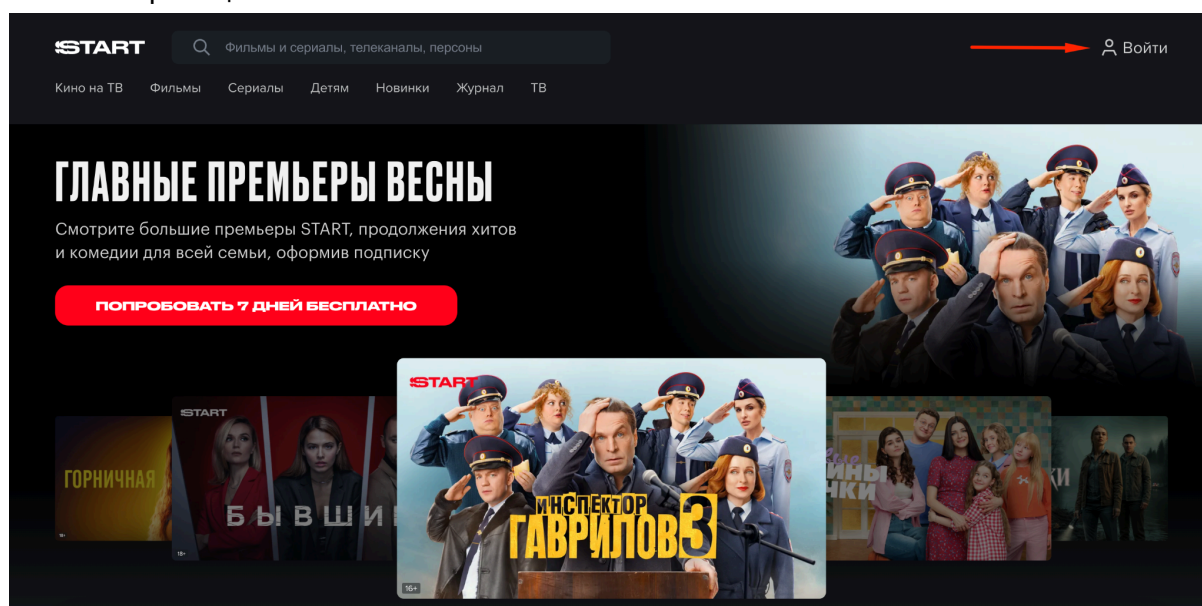 START
Фильмы и сериалы, телеканалы, персоны
Войти
Кино на ТВ Фильмы Сериалы Детям Новинки Журнал ТВ
ГЛАВНЫЕ ПРЕМЬЕРЫ ВЕСНЫ
Смотрите большие премьеры START, продолжения хитов
и комедии для всей семьи, оформив подписку
ПОПРОБОВАТЬ 7 ДНЕЙ БЕСПЛАТНО
ГОРНИЧНАЯ
16+
START
БЫВШИ
18+
START
ИНСПЕКТОР
ГАВРИЛОВ 3
16+